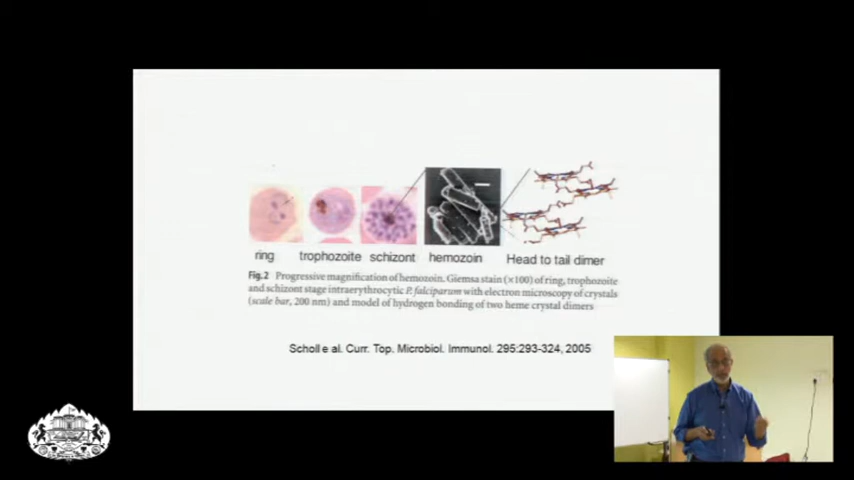 ring trophozoite schizont hemozoin Head to tail dimer
Fig.2 Progressive magnification of hemozoin. Giemsa stain (×100) of ring, trophozoite
and schizont stage intraerythrocytic P. falciparum with electron microscopy of crystals
(scale bar, 200 nm) and model of hydrogen bonding of two heme crystal dimers
Scholl e al. Curr. Top. Microbiol. Immunol. 295:293-324, 2005